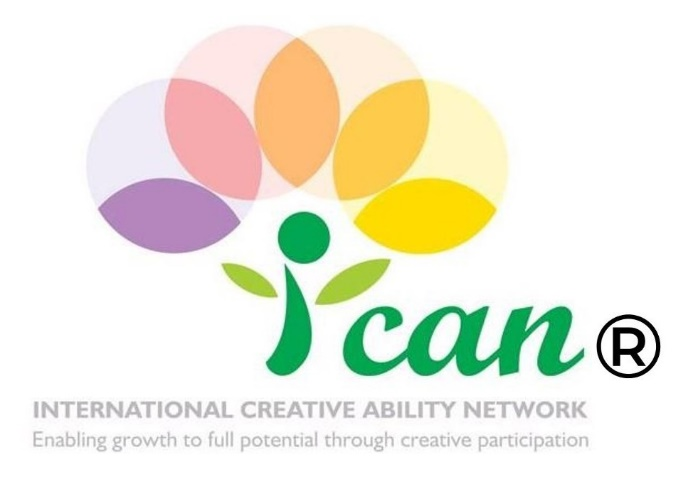 ican®
INTERNATIONAL CREATIVE ABILITY NETWORK
Enabling growth to full potential through creative participation